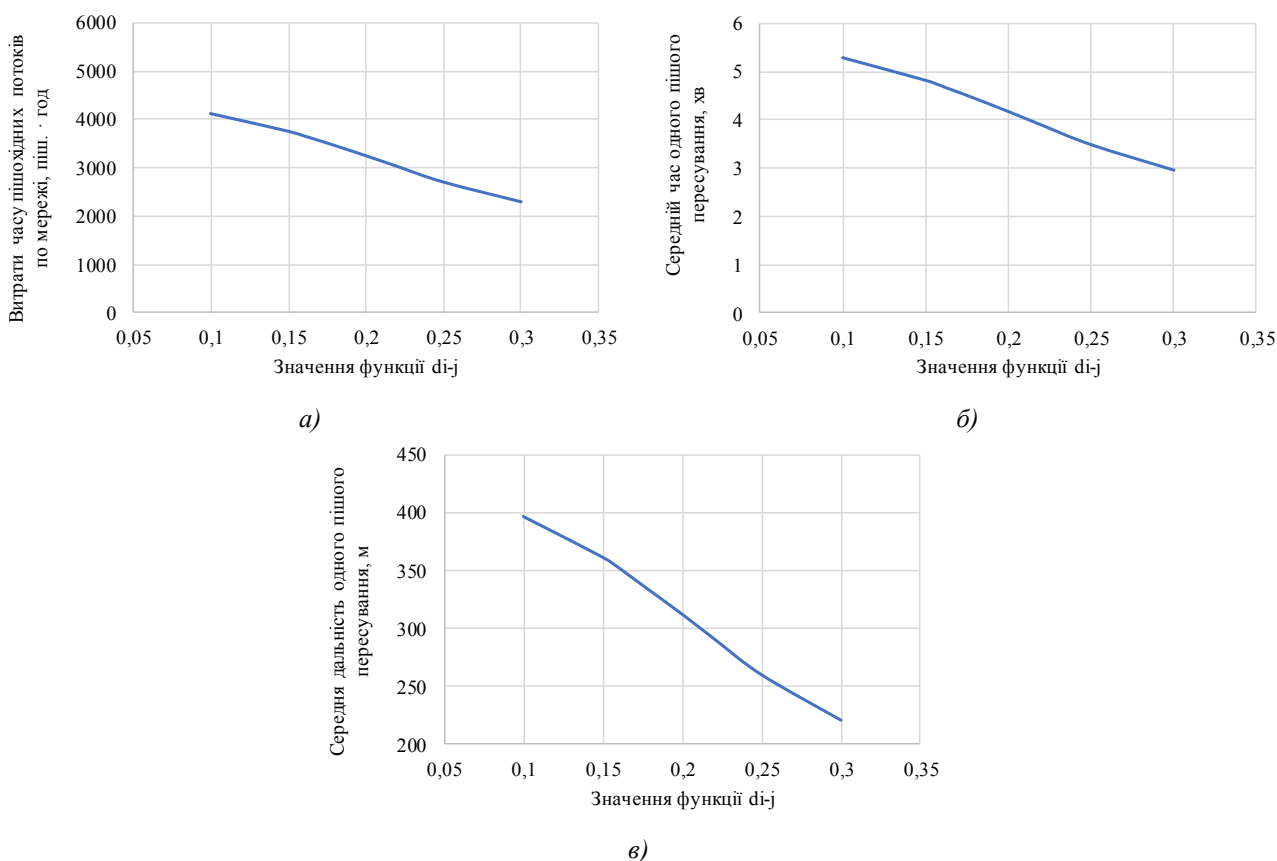 Витрати часу пішохідних потоків
по мережі, піш. · год
6000
5000
4000
3000
2000
1000
0
0,05 0,1 0,15 0,2 0,25 0,3 0,35
Значення функції di-j
а)
Середній час одного пішого
пересування, хв
6
5
4
3
2
1
0
0,05 0,1 0,15 0,2 0,25 0,3 0,35
Значення функції di-j
б)
Середня дальність одного пішого
пересування, м
450
400
350
300
250
200
0,05 0,1 0,15 0,2 0,25 0,3 0,35
Значення функції di-j
в)